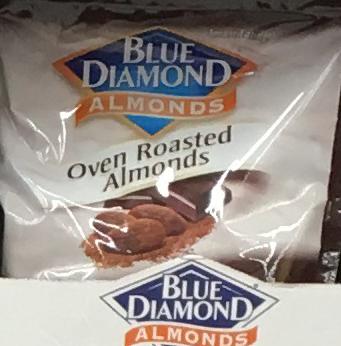 BLUE
DIAMOND
ALMONDS
Oven Roasted
Almonds
BLUE
DIAMOND
ALMONDS